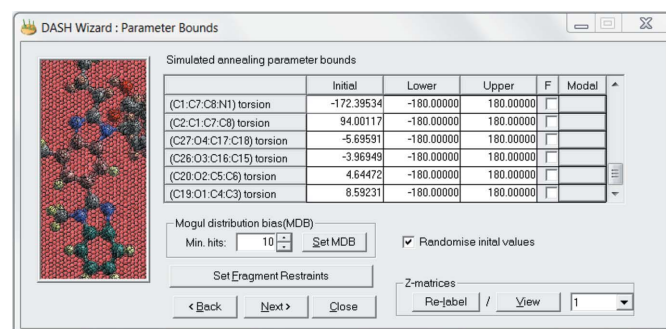 DASH Wizard : Parameter Bounds
Simulated annealing parameter bounds
Initial Lower Upper F Modal
(C1:C7:C8:N1) torsion -172.39534 -180.00000 180.00000
(C2:C1:C7:C8) torsion 94.00117 -180.00000 180.00000
(C27:O4:C17:C18) torsion -5.69591 -180.00000 180.00000
(C26:O3:C16:C15) torsion -3.96949 -180.00000 180.00000
(C20:O2:C5:C6) torsion 4.64472 -180.00000 180.00000
(C19:O1:C4:C3) torsion 8.59231 -180.00000 180.00000
Mogul distribution bias(MDB)
Min. hits: 10 Set MDB Randomise inital values
Set Fragment Restraints
Z-matrices
< Back Next > Close Re-label / View 1